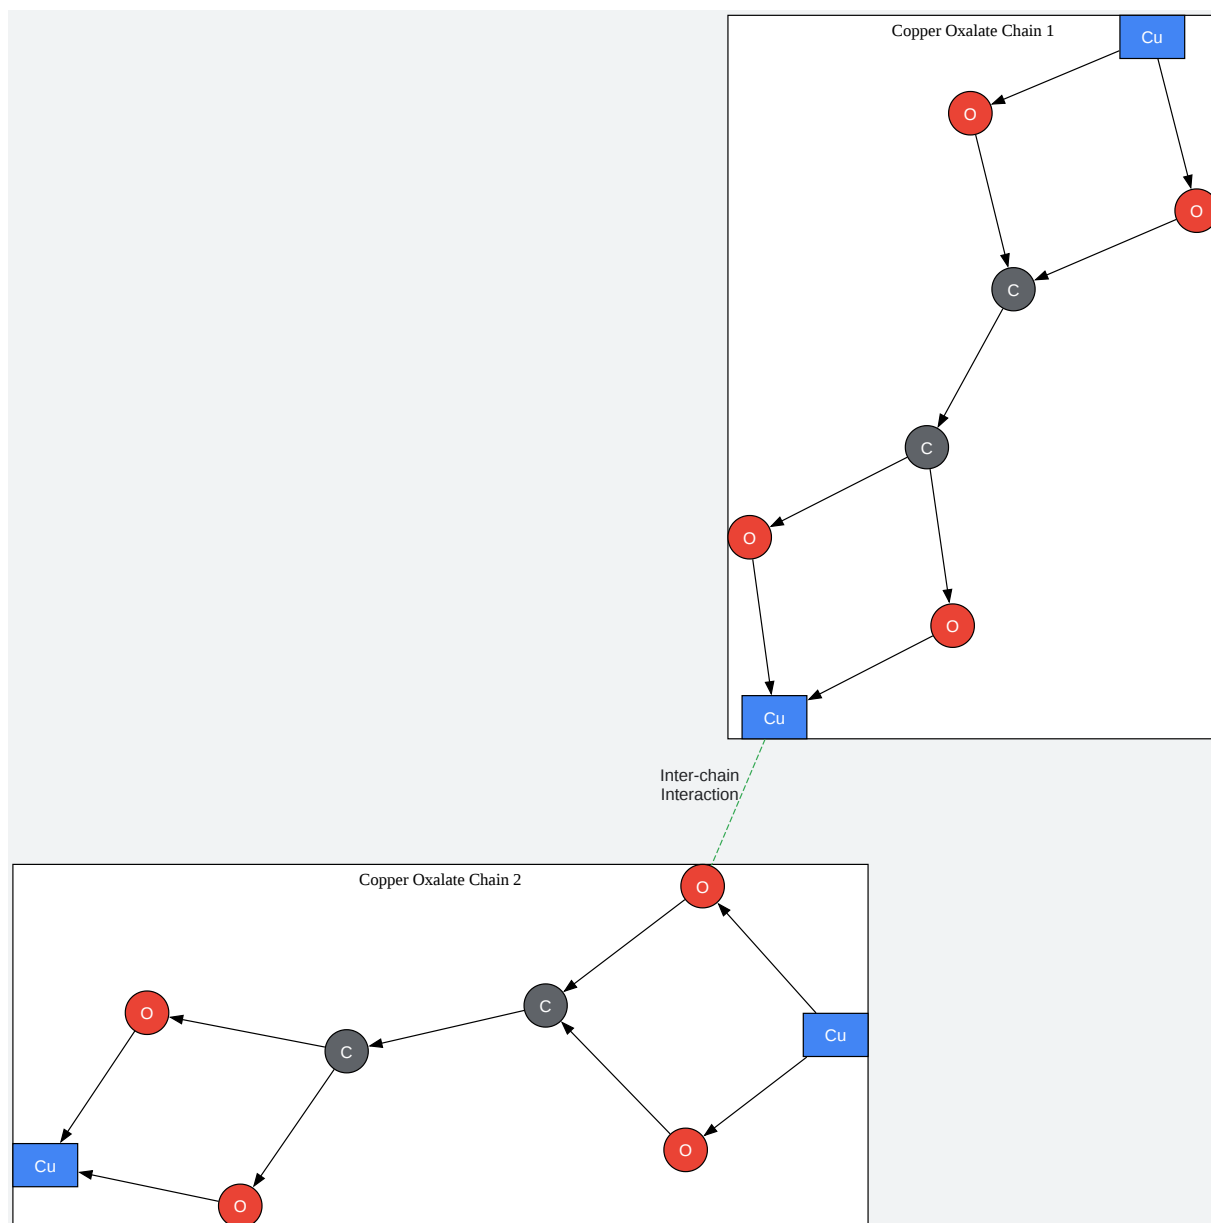 Copper Oxalate Chain 1
Cu
O
O
C
C
O
O
Cu
Inter-chain
Interaction
Copper Oxalate Chain 2
O
C
O
Cu
C
O
Cu
O